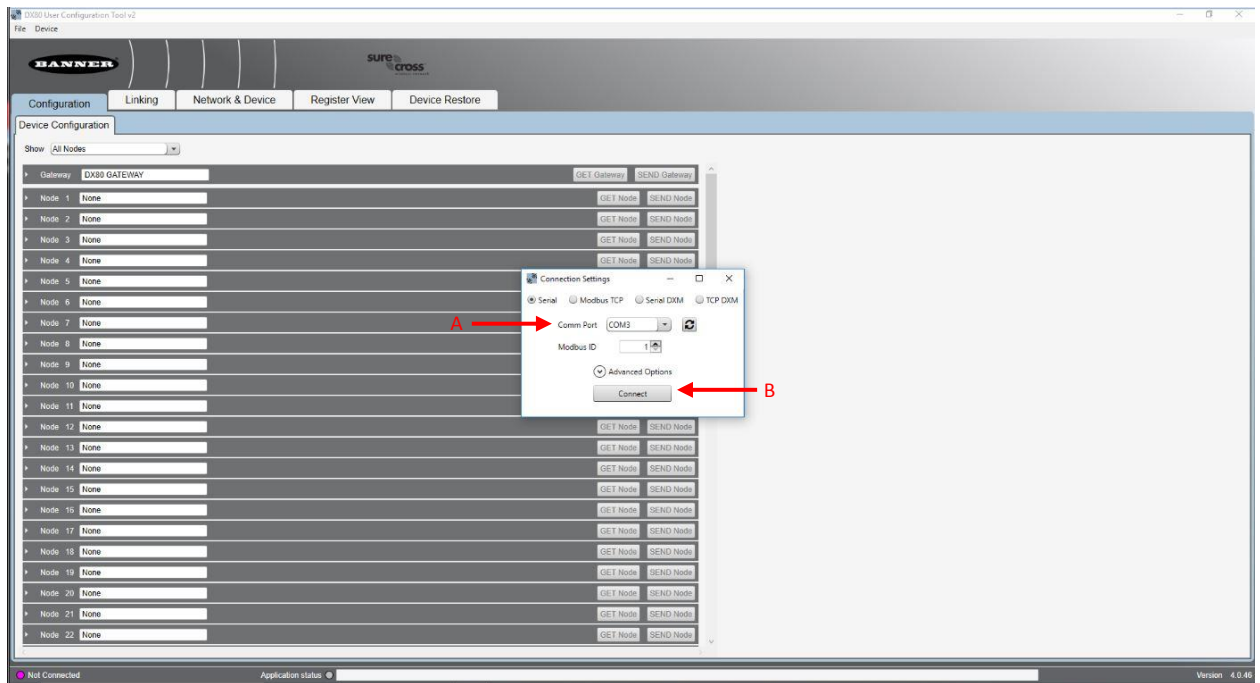 DX80 User Configuration Tool v2
File Device
BANNER
sure cross
Configuration Linking Network & Device Register View Device Restore
Device Configuration
Show All Nodes
Gateway DX80 GATEWAY GET Gateway SEND Gateway
Node 1 None GET Node SEND Node
Node 2 None GET Node SEND Node
Node 3 None GET Node SEND Node
Node 4 None GET Node SEND Node
Node 5 None
Node 6 None
Node 7 None
Node 8 None
Node 9 None
Node 10 None
Node 11 None
Connection Settings
Serial Modbus TCP Serial DXM TCP DXM
A Comm Port COM3
Modbus ID 1
Advanced Options
Connect B
Node 12 None GET Node SEND Node
Node 13 None GET Node SEND Node
Node 14 None GET Node SEND Node
Node 15 None GET Node SEND Node
Node 16 None GET Node SEND Node
Node 17 None GET Node SEND Node
Node 18 None GET Node SEND Node
Node 19 None GET Node SEND Node
Node 20 None GET Node SEND Node
Node 21 None GET Node SEND Node
Node 22 None GET Node SEND Node
Not Connected Application status Version 4.0.46